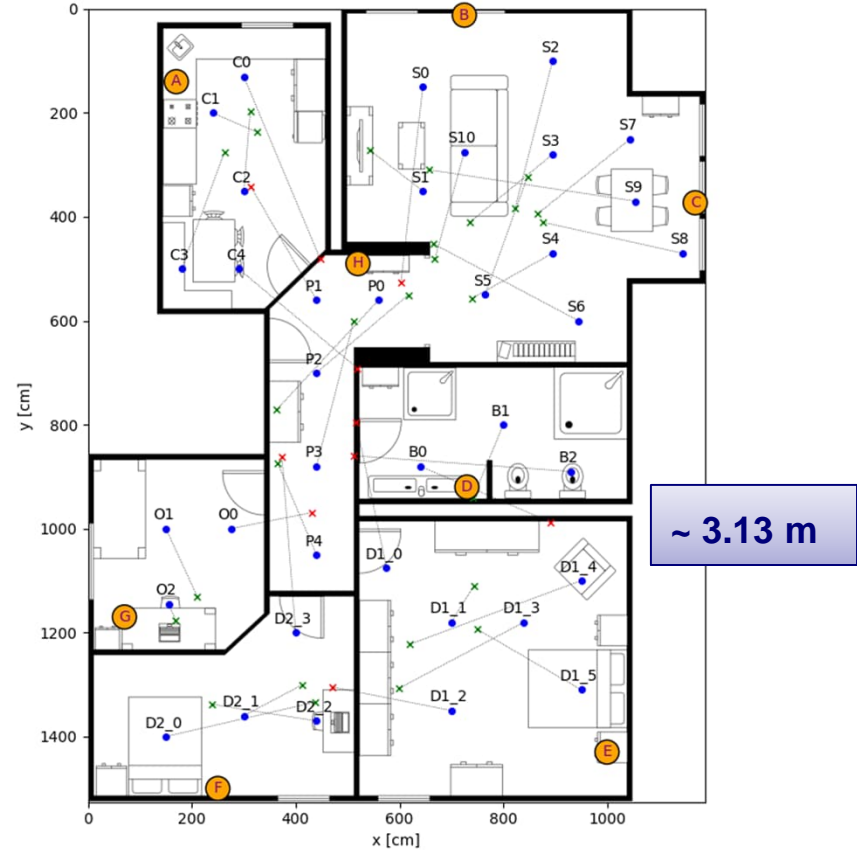 0
B
S2
C0
S0
A
C1
200
S7
S10
S3
C2
S1
S9
C
400
C3
C4
S4
S8
H
P1
P0
S5
S6
600
P2
y [cm]
800
B1
P3
B0
B2
D
O1
O0
~ 3.13 m
1000
P4
D1_0
D1_4
O2
D1_1
D1_3
G
D2_3
1200
D1_5
D2_1
D2_2
D1_2
D2_0
1400
E
F
0
200
400
600
800
1000
x [cm]